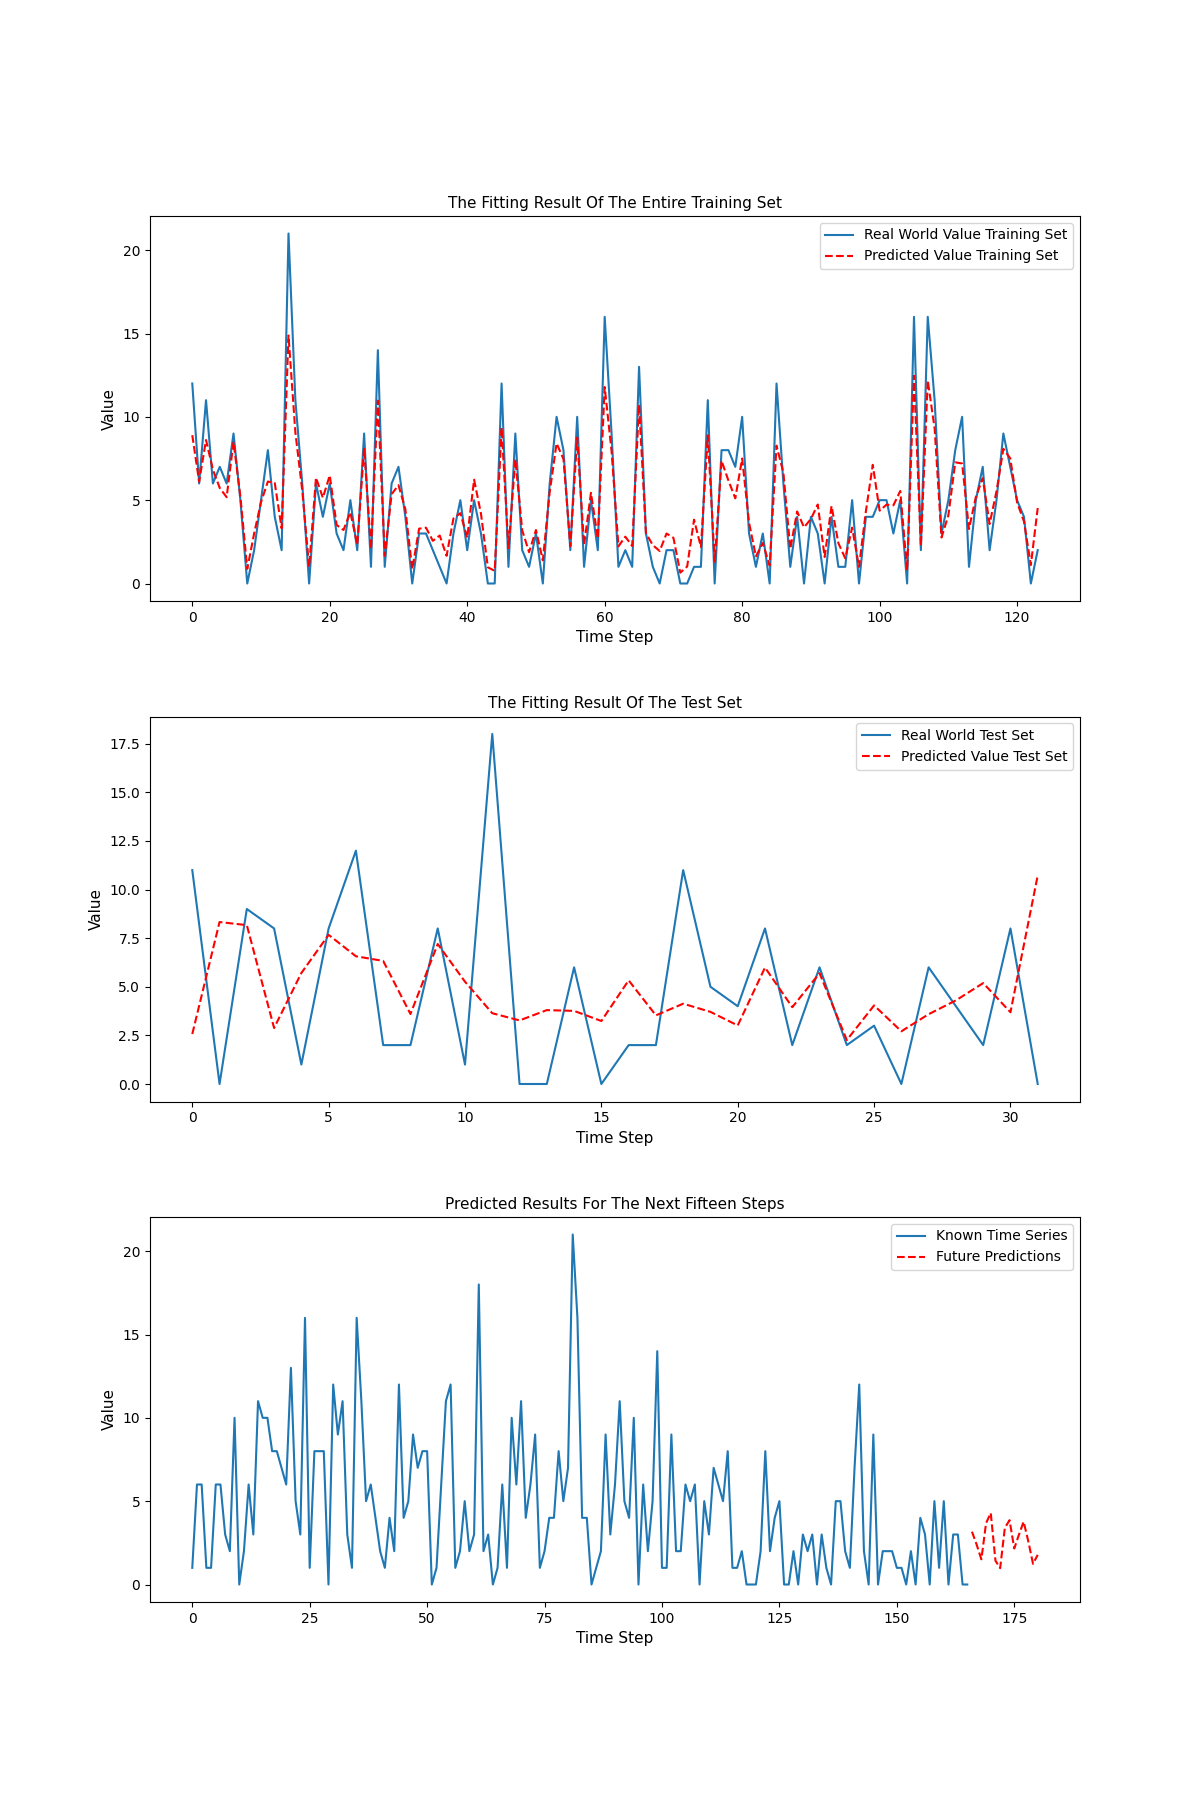 The Fitting Result Of The Entire Training Set
Real World Value Training Set
Predicted Value Training Set
20
15
10
5
0
Value
0 20 40 60 80 100 120
Time Step
The Fitting Result Of The Test Set
Real World Test Set
Predicted Value Test Set
17.5
15.0
12.5
10.0
7.5
5.0
2.5
0.0
Value
0 5 10 15 20 25 30
Time Step
Predicted Results For The Next Fifteen Steps
Known Time Series
Future Predictions
20
15
10
5
0
Value
0 25 50 75 100 125 150 175
Time Step